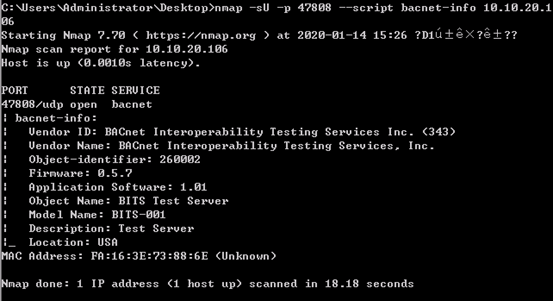 C:\Users\Administrator\Desktop>nmap -sU -p 47808 --script bacnet-info 10.10.20.1
06
Starting Nmap 7.70 ( https://nmap.org ) at 2020-01-14 15:26 ?D1ú±ê×?ê±??
Nmap scan report for 10.10.20.106
Host is up (0.0010s latency).
PORT      STATE SERVICE
47808/udp open  bacnet
¦ bacnet-info:
¦   Vendor ID: BACnet Interoperability Testing Services Inc. (343)
¦   Vendor Name: BACnet Interoperability Testing Services, Inc.
¦   Object-identifier: 260002
¦   Firmware: 0.5.7
¦   Application Software: 1.01
¦   Object Name: BITS Test Server
¦   Model Name: BITS-001
¦   Description: Test Server
¦_  Location: USA
MAC Address: FA:16:3E:73:88:6E (Unknown)
Nmap done: 1 IP address (1 host up) scanned in 18.18 seconds